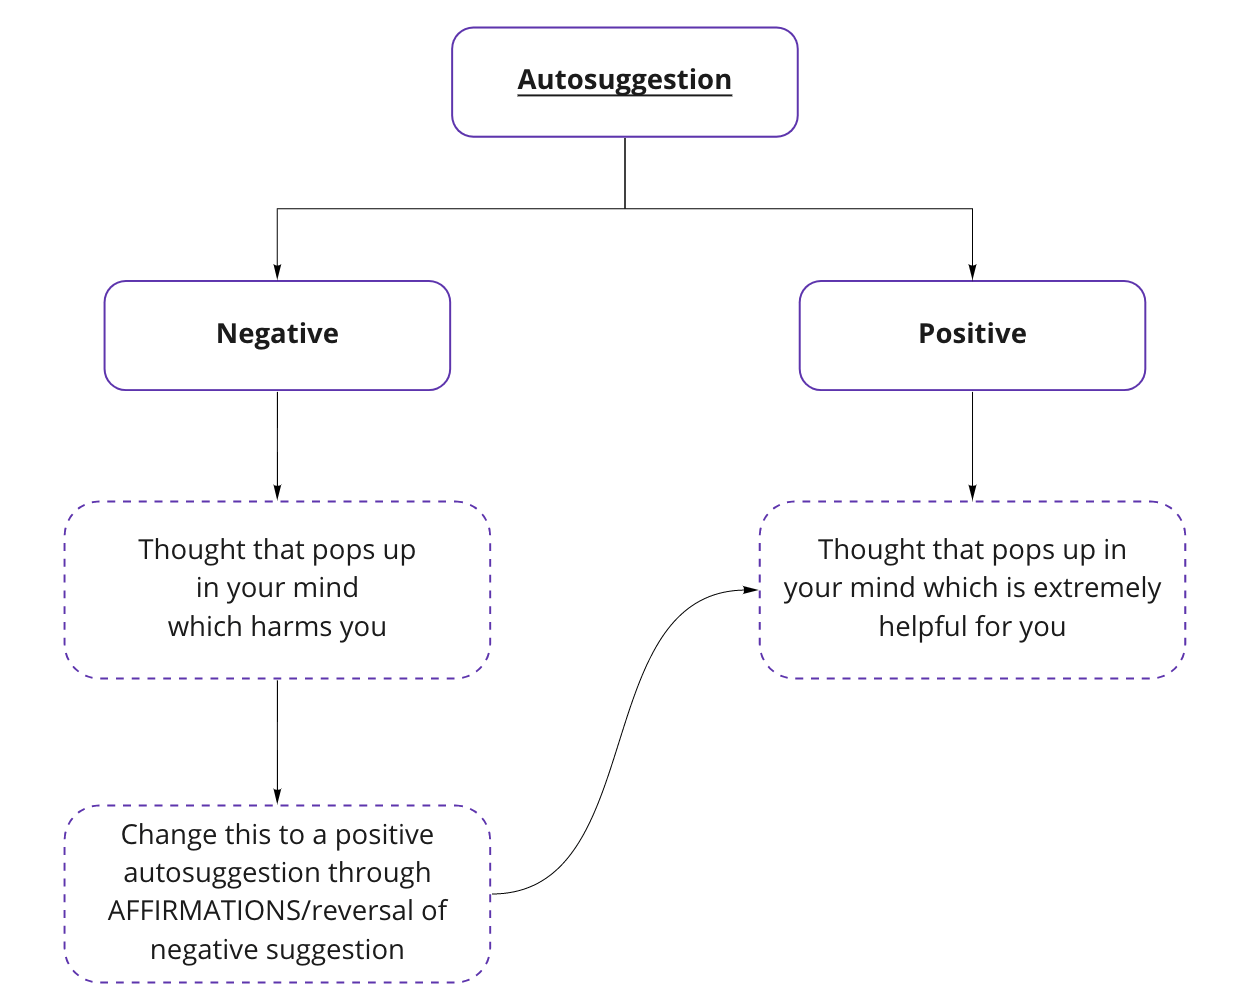 Autosuggestion
Negative
Positive
Thought that pops up
in your mind
which harms you
Thought that pops up in
your mind which is extremely
helpful for you
Change this to a positive
autosuggestion through
AFFIRMATIONS/reversal of
negative suggestion